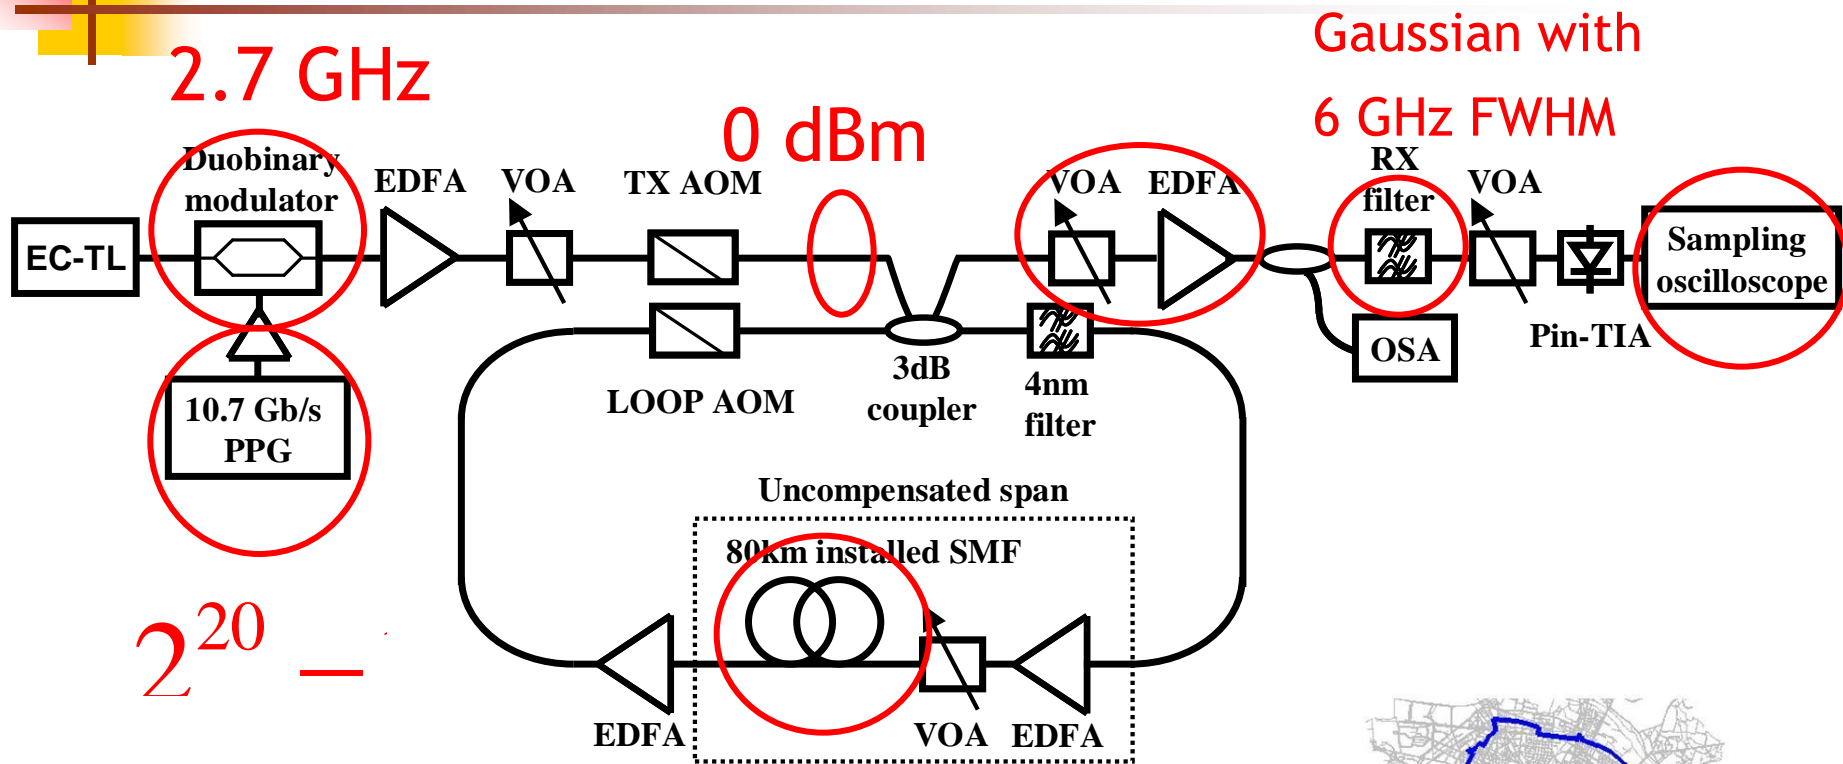 2.7 GHz
Gaussian with
6 GHz FWHM
0 dBm
Duobinary
modulator
EDFA
VOA
TX AOM
VOA
EDFA
RX
filter
VOA
EC-TL
Sampling
oscilloscope
Pin-TIA
OSA
10.7 Gb/s
PPG
LOOP AOM
3dB
coupler
4nm
filter
Uncompensated span
80km installed SMF
2^20 –
EDFA
VOA
EDFA